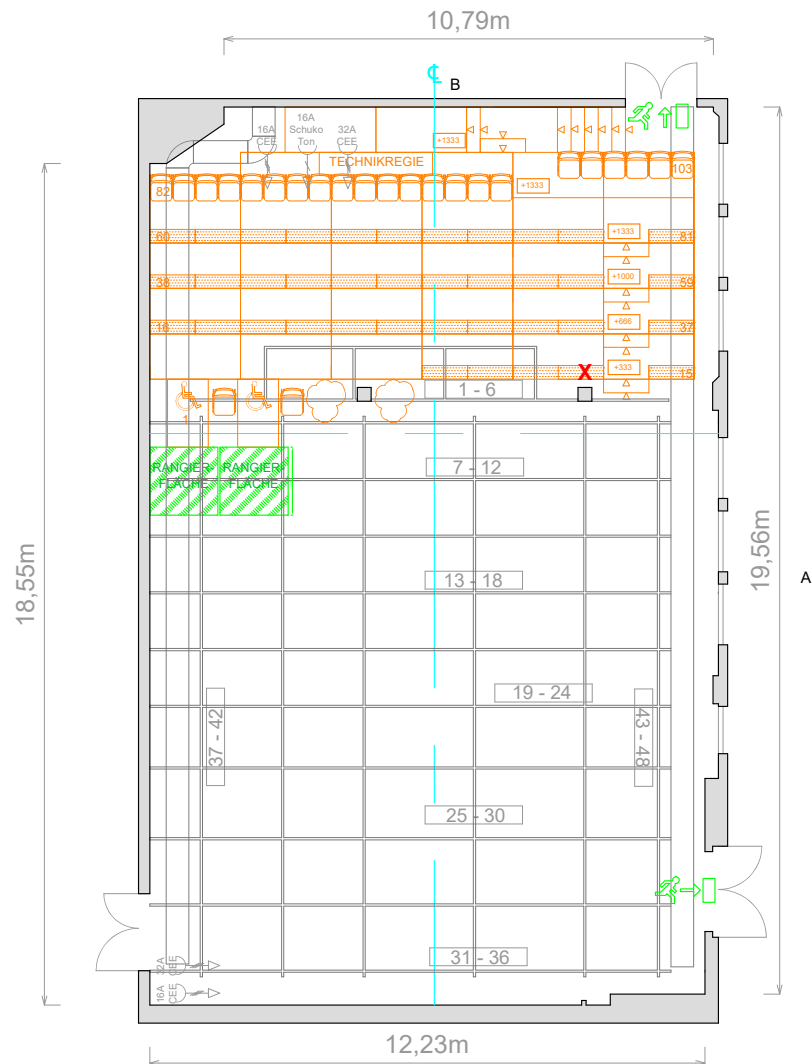 10,79m
B
16A
CEE
16A
Schuko
Ton
32A
CEE
+1333
TECHNIKREGIE
103
82
+1333
60
+1333
81
38
+1000
59
16
+666
37
+333
X
15
1 - 6
1
RANGIER-
FLÄCHE
RANGIER-
FLÄCHE
7 - 12
13 - 18
18,55m
19,56m
A
19 - 24
37 - 42
43 - 48
25 - 30
31 - 36
32A
CEE
16A
CEE
12,23m